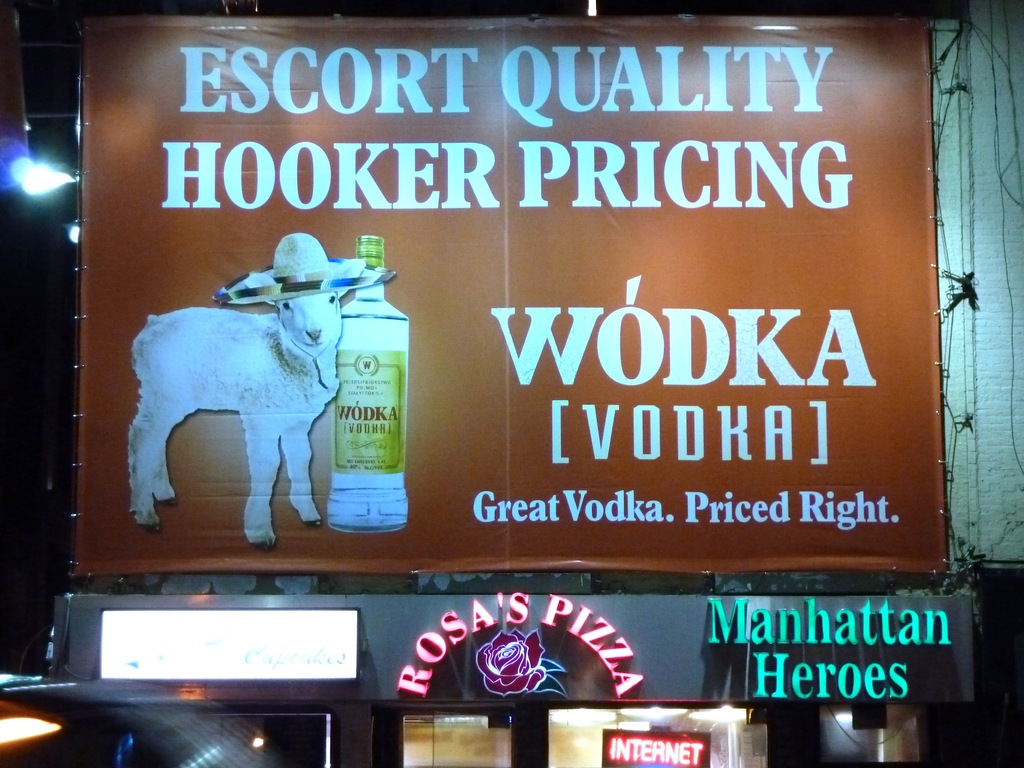 ESCORT QUALITY
HOOKER PRICING
WÓDKA
[VODKA]
Great Vodka. Priced Right.
W
WÓDKA
[VODKA]
Cupcakes
ROSA'S PIZZA
Manhattan
Heroes
INTERNET